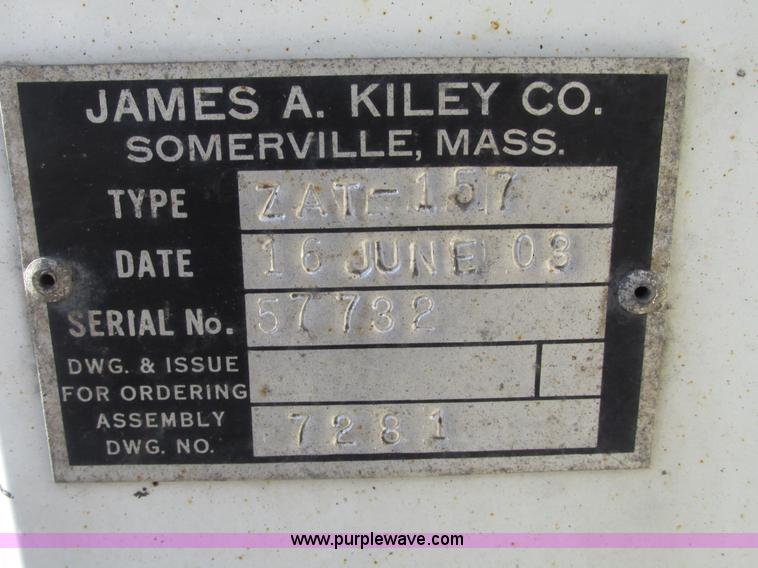 JAMES A. KILEY CO.
SOMERVILLE, MASS.
TYPE ZAT-157
DATE 16 JUNE 03
SERIAL No. 57732
DWG. & ISSUE
FOR ORDERING
ASSEMBLY
DWG. NO. 7281
www.purplewave.com